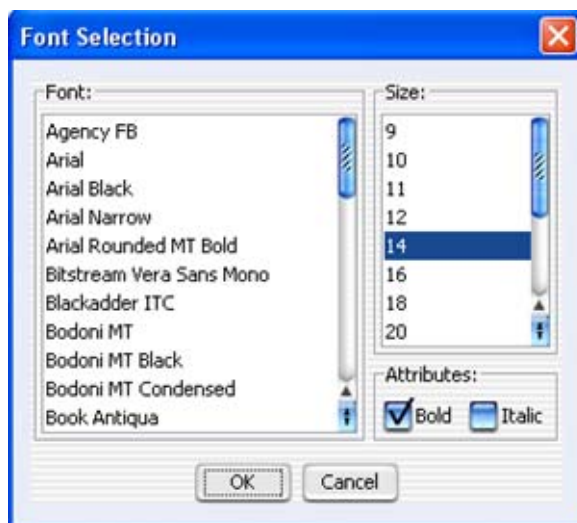 Font Selection
Font:
Agency FB
Arial
Arial Black
Arial Narrow
Arial Rounded MT Bold
Bitstream Vera Sans Mono
Blackadder ITC
Bodoni MT
Bodoni MT Black
Bodoni MT Condensed
Book Antiqua
Size:
9
10
11
12
14
16
18
20
Attributes:
Bold Italic
OK Cancel